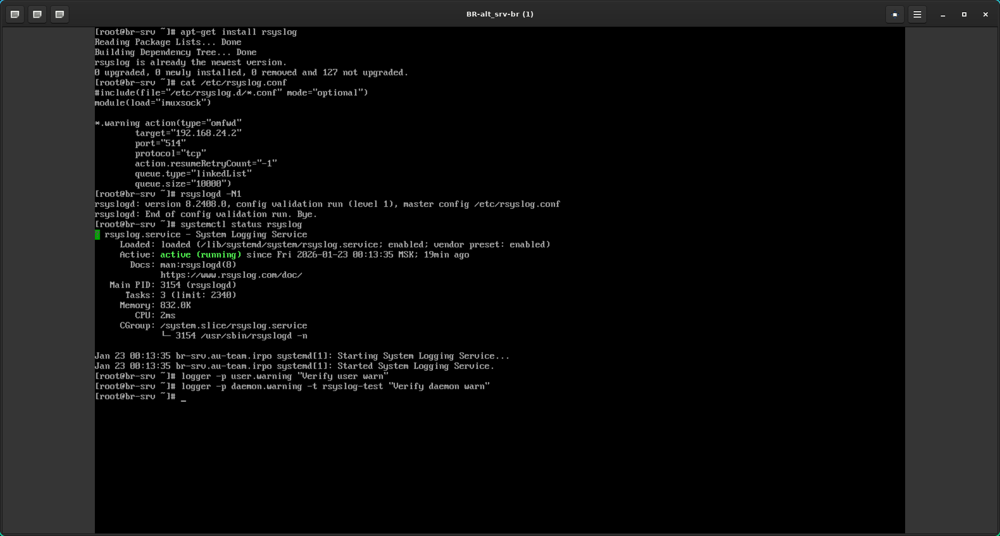 BR-alt_srv-br (1)
[root@br-srv ~]# apt-get install rsyslog
Reading Package Lists... Done
Building Dependency Tree... Done
rsyslog is already the newest version.
0 upgraded, 0 newly installed, 0 removed and 127 not upgraded.
[root@br-srv ~]# cat /etc/rsyslog.conf
#include(file="/etc/rsyslog.d/*.conf" mode="optional")
module(load="imuxsock")
*.warning action(type="omfwd"
        target="192.168.24.2"
        port="514"
        protocol="tcp"
        action.resumeRetryCount="-1"
        queue.type="linkedList"
        queue.size="10000")
[root@br-srv ~]# rsyslogd -N1
rsyslogd: version 8.2408.0, config validation run (level 1), master config /etc/rsyslog.conf
rsyslogd: End of config validation run. Bye.
[root@br-srv ~]# systemctl status rsyslog
rsyslog.service - System Logging Service
     Loaded: loaded (/lib/systemd/system/rsyslog.service; enabled; vendor preset: enabled)
     Active: active (running) since Fri 2026-01-23 00:13:35 MSK; 19min ago
       Docs: man:rsyslogd(8)
             https://www.rsyslog.com/doc/
   Main PID: 3154 (rsyslogd)
      Tasks: 3 (limit: 2340)
     Memory: 832.0K
        CPU: 2ms
     CGroup: /system.slice/rsyslog.service
             └─ 3154 /usr/sbin/rsyslogd -n
Jan 23 00:13:35 br-srv.au-team.irpo systemd[1]: Starting System Logging Service...
Jan 23 00:13:35 br-srv.au-team.irpo systemd[1]: Started System Logging Service.
[root@br-srv ~]# logger -p user.warning "Verify user warn"
[root@br-srv ~]# logger -p daemon.warning -t rsyslog-test "Verify daemon warn"
[root@br-srv ~]# _